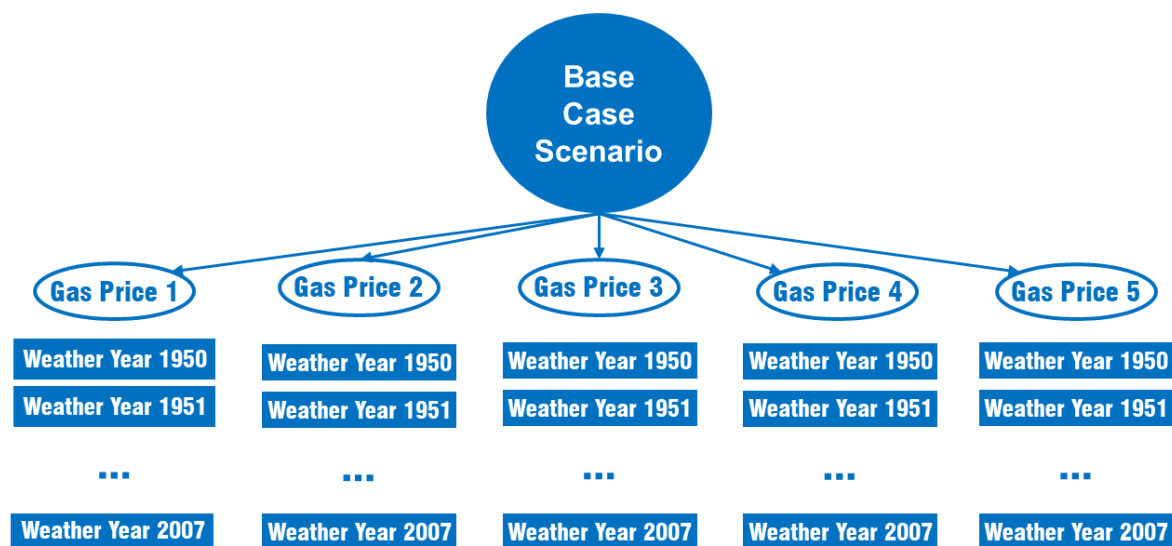 Base
Case
Scenario
Gas Price 1
Gas Price 2
Gas Price 3
Gas Price 4
Gas Price 5
Weather Year 1950
Weather Year 1950
Weather Year 1950
Weather Year 1950
Weather Year 1950
Weather Year 1951
Weather Year 1951
Weather Year 1951
Weather Year 1951
Weather Year 1951
...
...
...
...
...
Weather Year 2007
Weather Year 2007
Weather Year 2007
Weather Year 2007
Weather Year 2007